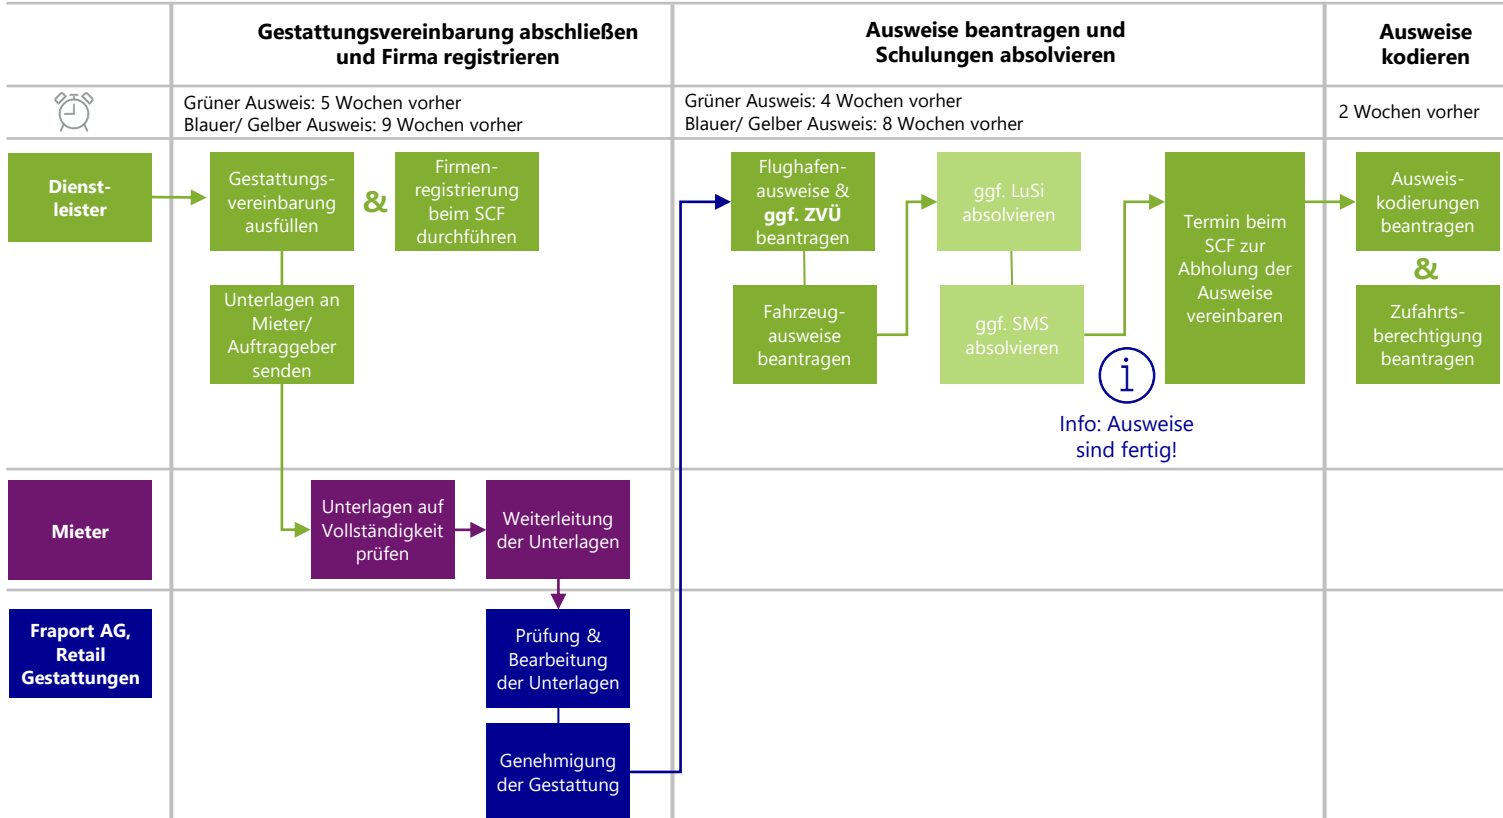 Gestattungsvereinbarung abschließen
und Firma registrieren
Ausweise beantragen und
Schulungen absolvieren
Ausweise
kodieren
Grüner Ausweis: 5 Wochen vorher
Blauer/ Gelber Ausweis: 9 Wochen vorher
Grüner Ausweis: 4 Wochen vorher
Blauer/ Gelber Ausweis: 8 Wochen vorher
2 Wochen vorher
Dienst-
leister
Gestattungs-
vereinbarung
ausfüllen
&
Firmen-
registrierung
beim SCF
durchführen
Unterlagen an
Mieter/
Auftraggeber
senden
Flughafen-
ausweise &
ggf. ZVÜ
beantragen
Fahrzeug-
ausweise
beantragen
ggf. LuSi
absolvieren
ggf. SMS
absolvieren
i
Info: Ausweise
sind fertig!
Termin beim
SCF zur
Abholung der
Ausweise
vereinbaren
Ausweis-
kodierungen
beantragen
&
Zufahrts-
berechtigung
beantragen
Mieter
Unterlagen auf
Vollständigkeit
prüfen
Weiterleitung
der Unterlagen
Fraport AG,
Retail
Gestattungen
Prüfung &
Bearbeitung
der Unterlagen
Genehmigung
der Gestattung